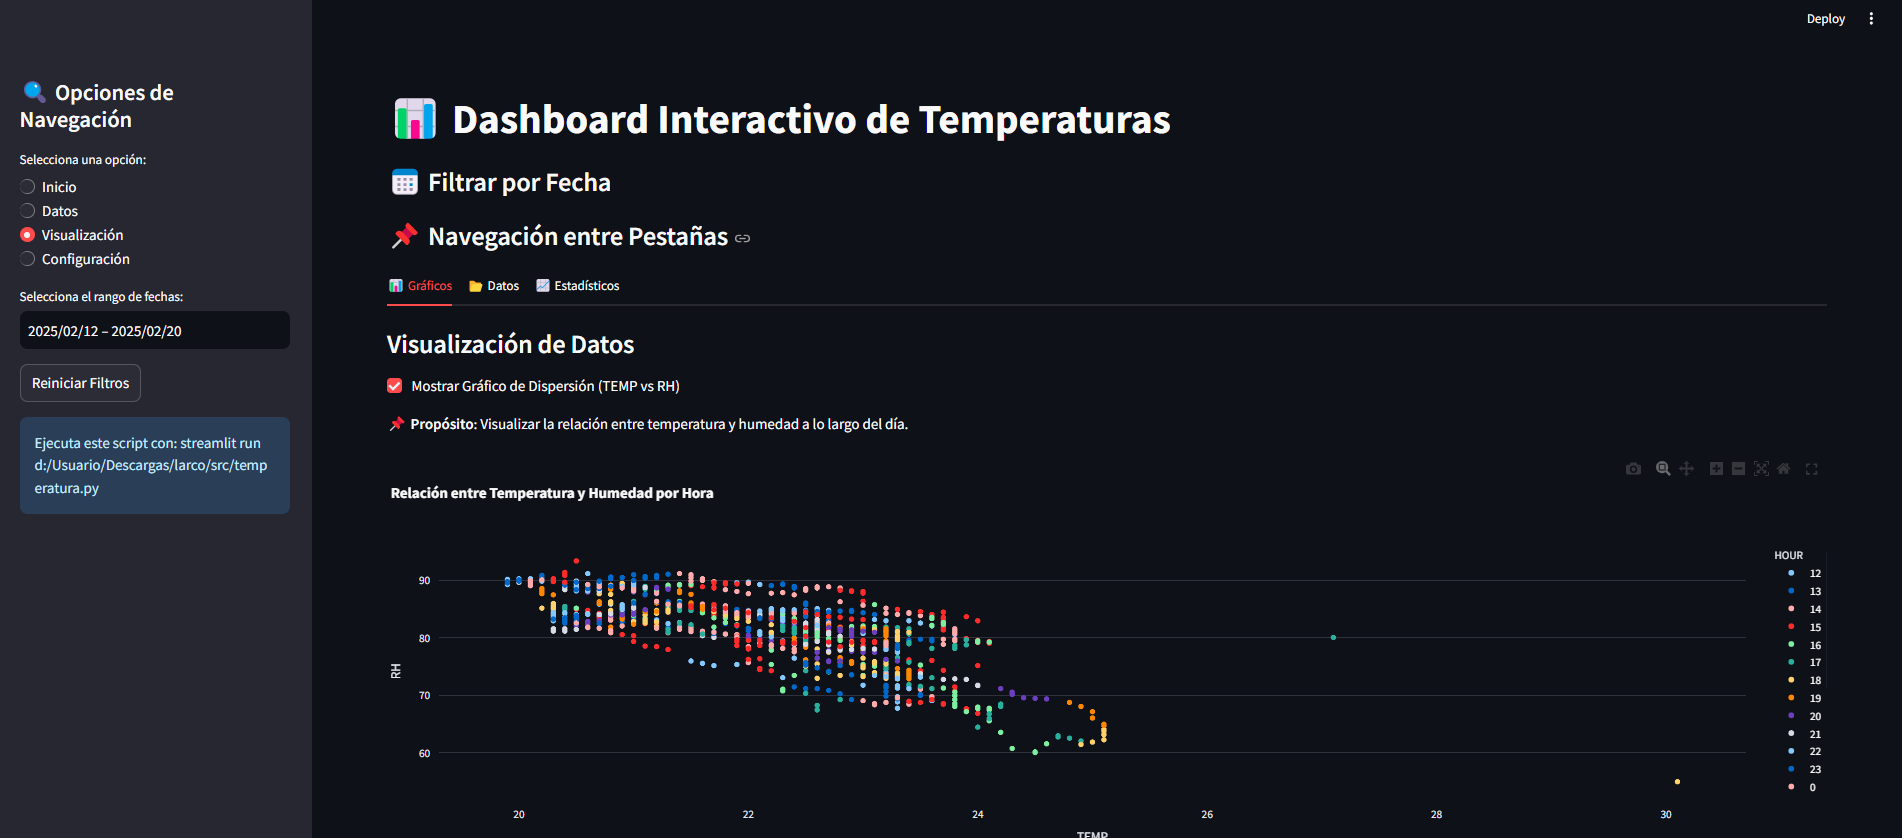 Deploy
Opciones de
Navegación
Selecciona una opción:
Inicio
Datos
Visualización
Configuración
Selecciona el rango de fechas:
2025/02/12 – 2025/02/20
Reiniciar Filtros
Ejecuta este script con: streamlit run
d:/Usuario/Descargas/larco/src/temp
eratura.py
Dashboard Interactivo de Temperaturas
Filtrar por Fecha
Navegación entre Pestañas
Gráficos Datos Estadísticos
Visualización de Datos
Mostrar Gráfico de Dispersión (TEMP vs RH)
Propósito: Visualizar la relación entre temperatura y humedad a lo largo del día.
Relación entre Temperatura y Humedad por Hora
90
80
70
60
RH
20 22 24 26 28 30
TEMP
HOUR
12
13
14
15
16
17
18
19
20
21
22
23
0